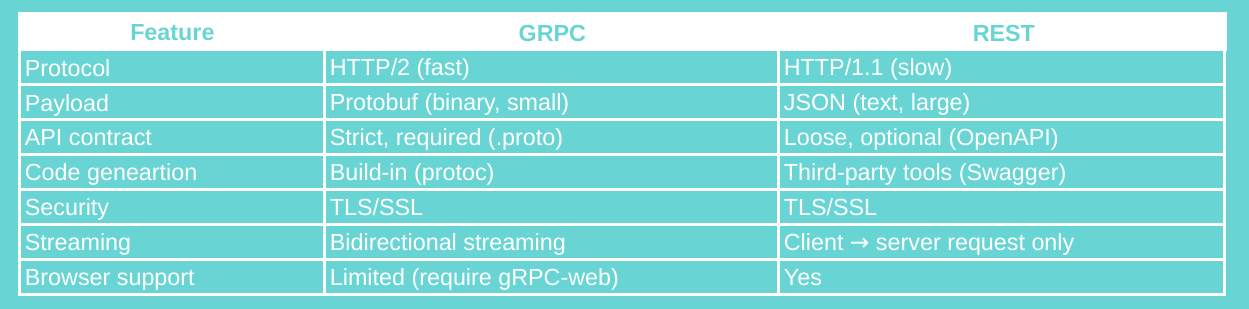 Feature GRPC REST
Protocol HTTP/2 (fast) HTTP/1.1 (slow)
Payload Protobuf (binary, small) JSON (text, large)
API contract Strict, required (.proto) Loose, optional (OpenAPI)
Code geneartion Build-in (protoc) Third-party tools (Swagger)
Security TLS/SSL TLS/SSL
Streaming Bidirectional streaming Client → server request only
Browser support Limited (require gRPC-web) Yes